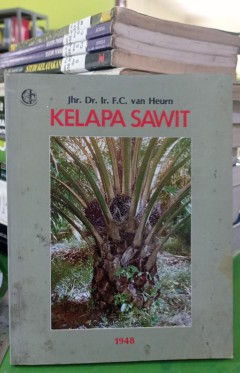 Jhr. Dr. Ir. F.C. van Heurn
KELAPA SAWIT
1948